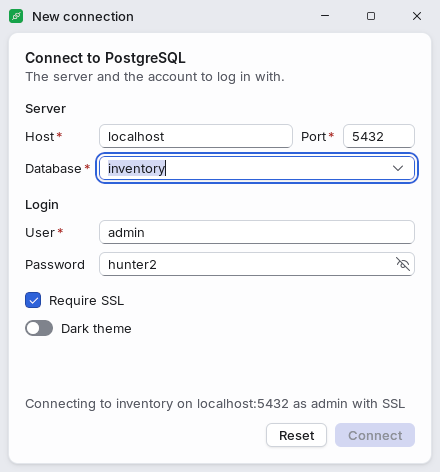 New connection
Connect to PostgreSQL
The server and the account to log in with.
Server
Host* localhost Port* 5432
Database* inventory
Login
User* admin
Password hunter2
Require SSL
Dark theme
Connecting to inventory on localhost:5432 as admin with SSL
Reset Connect